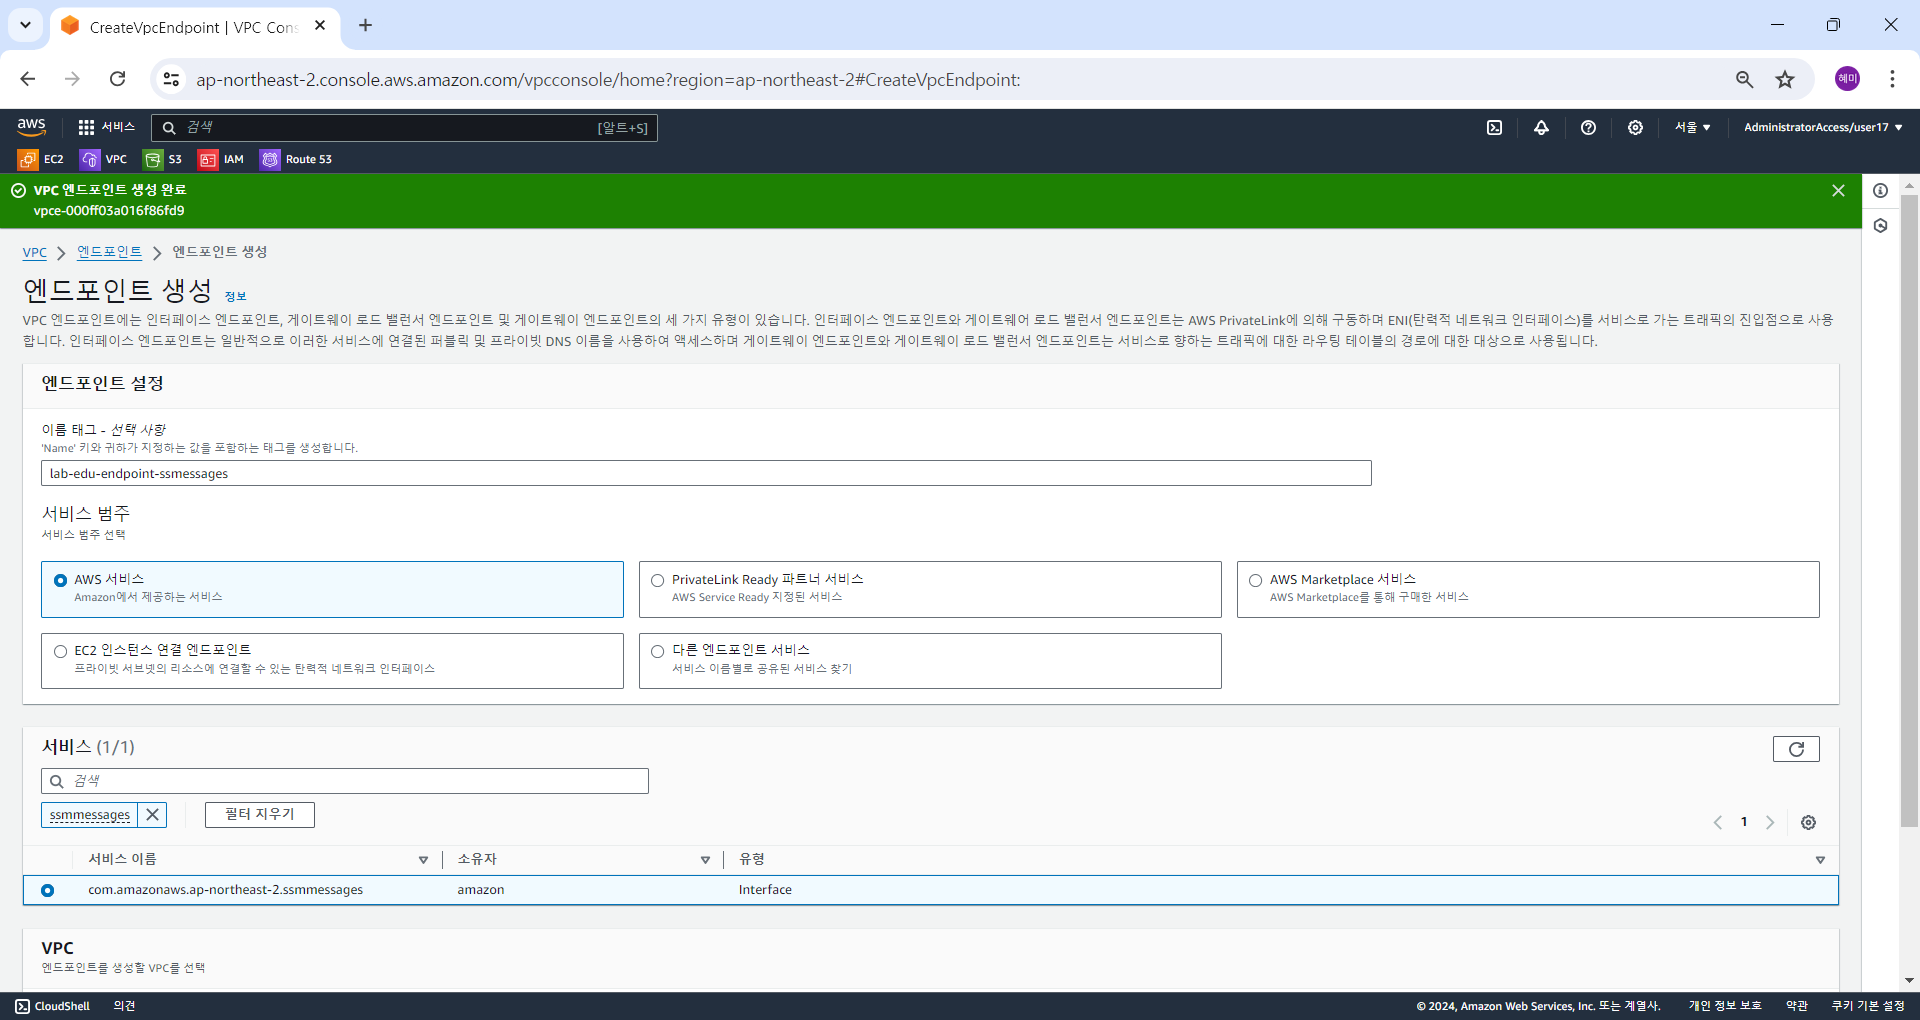 CreateVpcEndpoint | VPC Cons
ap-northeast-2.console.aws.amazon.com/vpcconsole/home?region=ap-northeast-2#CreateVpcEndpoint:
혜미
aws
서비스
검색
[알트+S]
서울
AdministratorAccess/user17
EC2
VPC
S3
IAM
Route 53
VPC 엔드포인트 생성 완료
vpce-000ff03a016f86fd9
VPC
엔드포인트
엔드포인트 생성
엔드포인트 생성 정보
VPC 엔드포인트에는 인터페이스 엔드포인트, 게이트웨이 로드 밸런서 엔드포인트 및 게이트웨이 엔드포인트의 세 가지 유형이 있습니다. 인터페이스 엔드포인트와 게이트웨어 로드 밸런서 엔드포인트는 AWS PrivateLink에 의해 구동하며 ENI(탄력적 네트워크 인터페이스)를 서비스로 가는 트래픽의 진입점으로 사용
합니다. 인터페이스 엔드포인트는 일반적으로 이러한 서비스에 연결된 퍼블릭 및 프라이빗 DNS 이름을 사용하여 액세스하며 게이트웨이 엔드포인트와 게이트웨이 로드 밸런서 엔드포인트는 서비스로 향하는 트래픽에 대한 라우팅 테이블의 경로에 대한 대상으로 사용됩니다.
엔드포인트 설정
이름 태그 - 선택 사항
'Name' 키와 귀하가 지정하는 값을 포함하는 태그를 생성합니다.
lab-edu-endpoint-ssmessages
서비스 범주
서비스 범주 선택
AWS 서비스
Amazon에서 제공하는 서비스
PrivateLink Ready 파트너 서비스
AWS Service Ready 지정된 서비스
AWS Marketplace 서비스
AWS Marketplace를 통해 구매한 서비스
EC2 인스턴스 연결 엔드포인트
프라이빗 서브넷의 리소스에 연결할 수 있는 탄력적 네트워크 인터페이스
다른 엔드포인트 서비스
서비스 이름별로 공유된 서비스 찾기
서비스 (1/1)
검색
ssmmessages
필터 지우기
1
서비스 이름
소유자
유형
com.amazonaws.ap-northeast-2.ssmmessages
amazon
Interface
VPC
엔드포인트를 생성할 VPC를 선택
CloudShell
의견
© 2024, Amazon Web Services, Inc. 또는 계열사.
개인 정보 보호
약관
쿠키 기본 설정